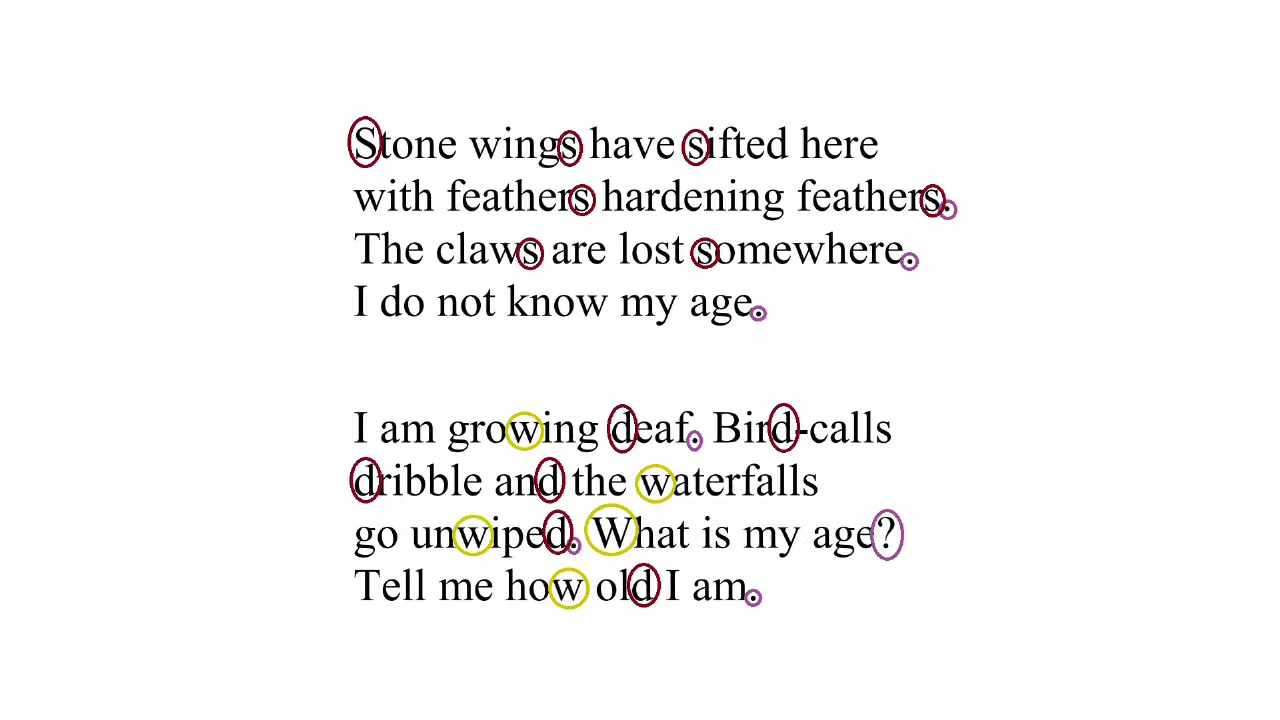 Stone wings have sifted here
with feathers hardening feathers.
The claws are lost somewhere.
I do not know my age.
I am growing deaf. Bird-calls
dribble and the waterfalls
go unwiped. What is my age?
Tell me how old I am.